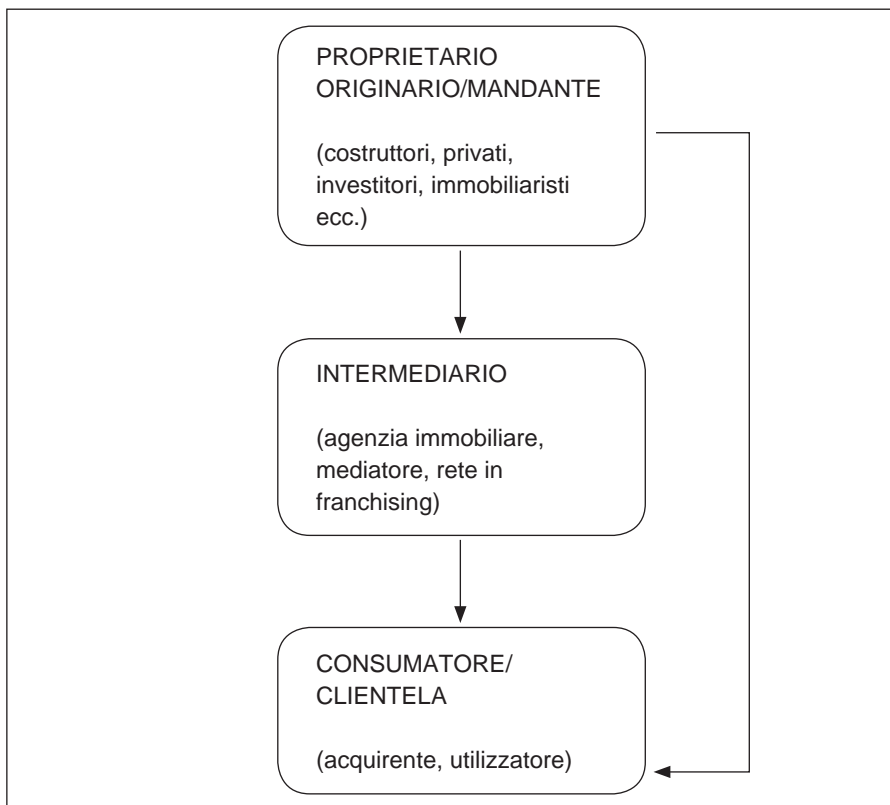 PROPRIETARIO
ORIGINARIO/MANDANTE
(costruttori, privati,
investitori, immobiliaristi
ecc.)
INTERMEDIARIO
(agenzia immobiliare,
mediatore, rete in
franchising)
CONSUMATORE/
CLIENTELA
(acquirente, utilizzatore)